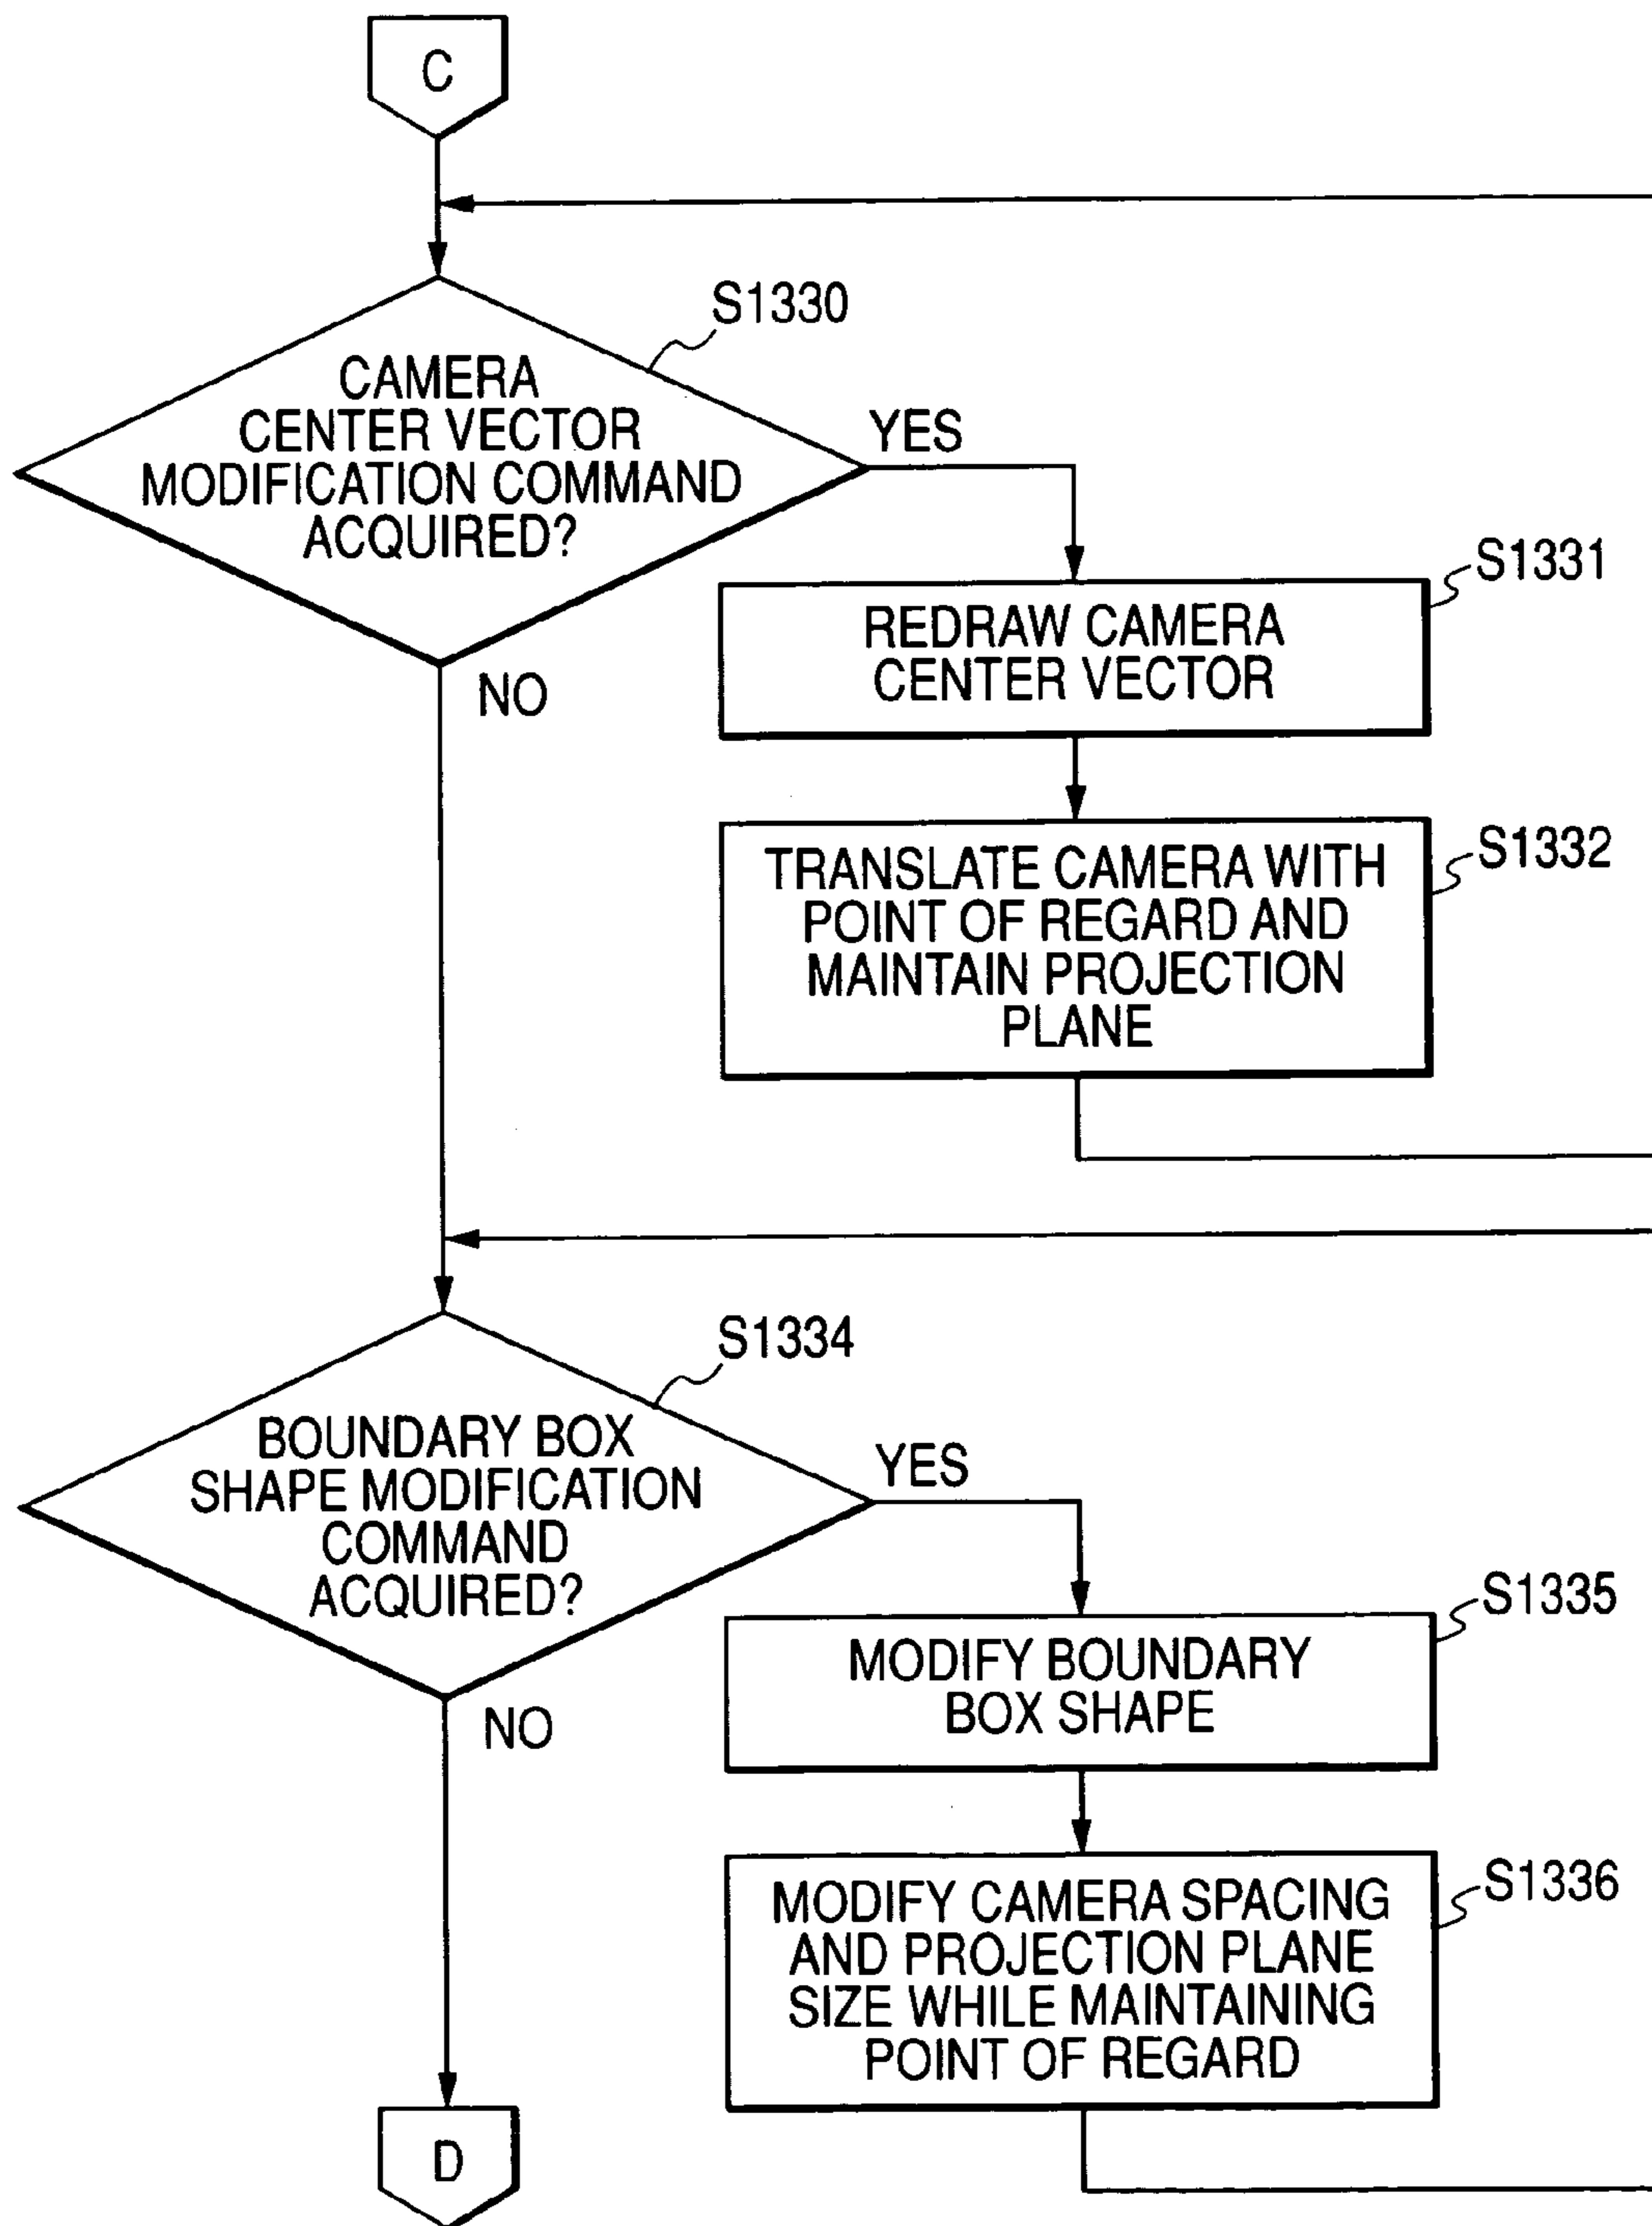 C
S1330
CAMERA
CENTER VECTOR
MODIFICATION COMMAND
ACQUIRED?
YES
NO
S1331
REDRAW CAMERA
CENTER VECTOR
S1332
TRANSLATE CAMERA WITH
POINT OF REGARD AND
MAINTAIN PROJECTION
PLANE
S1334
BOUNDARY BOX
SHAPE MODIFICATION
COMMAND
ACQUIRED?
YES
NO
S1335
MODIFY BOUNDARY
BOX SHAPE
S1336
MODIFY CAMERA SPACING
AND PROJECTION PLANE
SIZE WHILE MAINTAINING
POINT OF REGARD
D